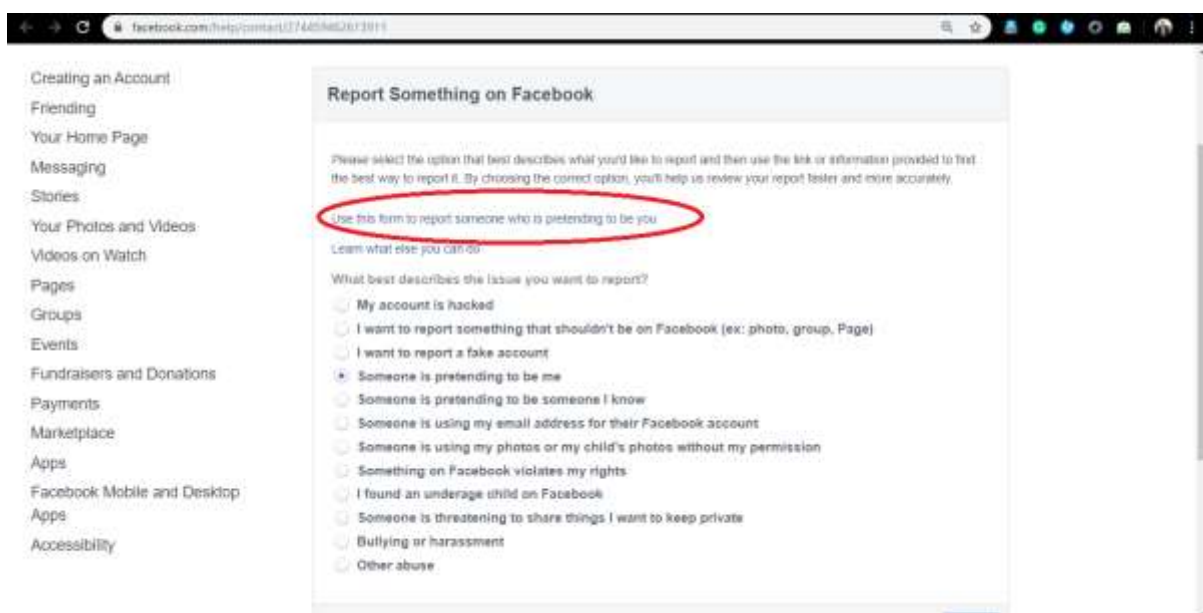 facebook.com/help/contact/274459462613911
Creating an Account
Friending
Your Home Page
Messaging
Stories
Your Photos and Videos
Videos on Watch
Pages
Groups
Events
Fundraisers and Donations
Payments
Marketplace
Apps
Facebook Mobile and Desktop
Apps
Accessibility
Report Something on Facebook
Please select the option that best describes what you'd like to report and then use the link or information provided to find
the best way to report it. By choosing the correct option, you'll help us review your report faster and more accurately.
Use this form to report someone who is pretending to be you
Learn what else you can do
What best describes the issue you want to report?
My account is hacked
I want to report something that shouldn't be on Facebook (ex: photo, group, Page)
I want to report a fake account
Someone is pretending to be me
Someone is pretending to be someone I know
Someone is using my email address for their Facebook account
Someone is using my photos or my child's photos without my permission
Something on Facebook violates my rights
I found an underage child on Facebook
Someone is threatening to share things I want to keep private
Bullying or harassment
Other abuse